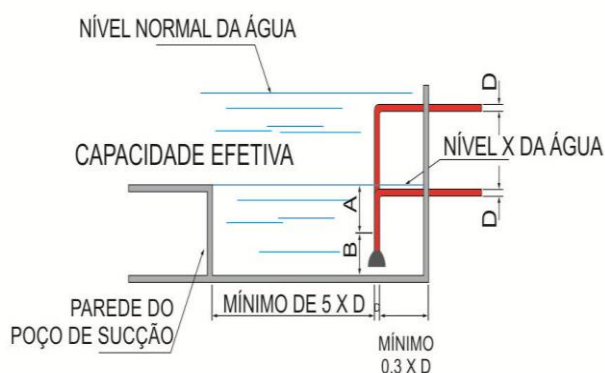 NÍVEL NORMAL DA ÁGUA
D
CAPACIDADE EFETIVA
NÍVEL X DA ÁGUA
A
D
B
MÍNIMO DE 5 X D
D
PAREDE DO
POÇO DE SUCÇÃO
MÍNIMO
0.3 X D